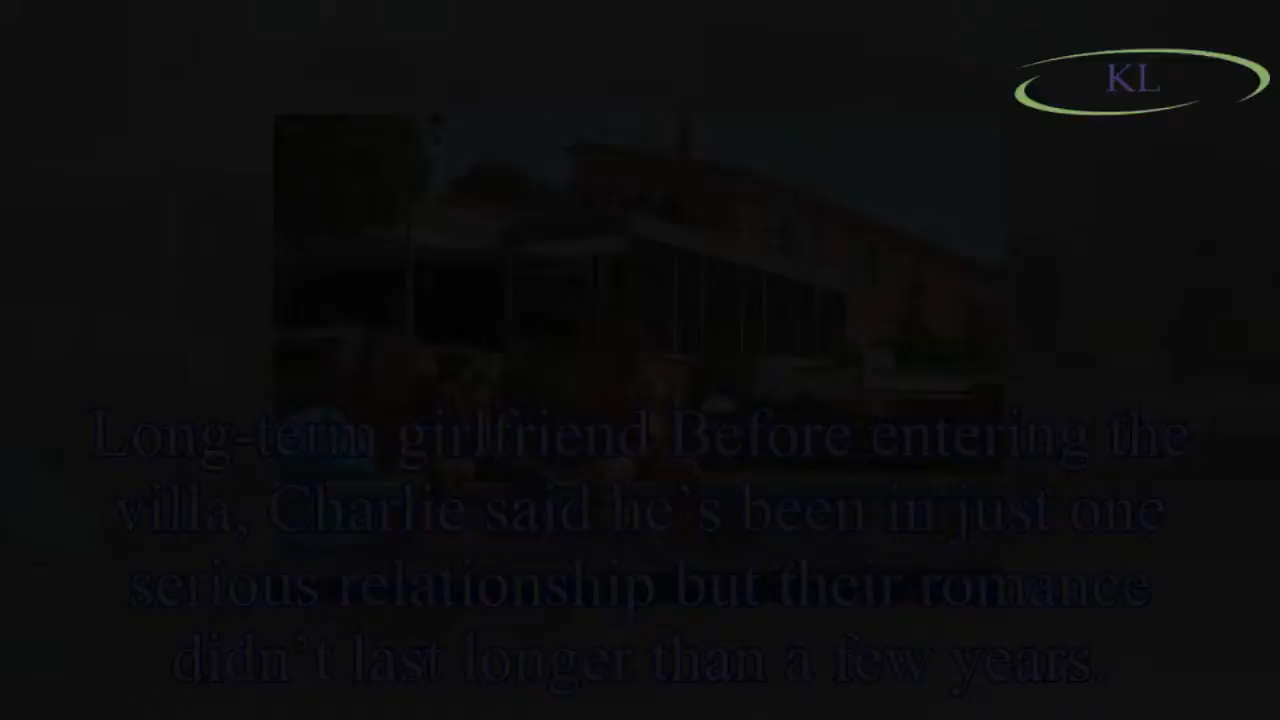 KL
Long-term girlfriend Before entering the
villa, Charlie said he's been in just one
serious relationship but their romance
didn't last longer than a few years.